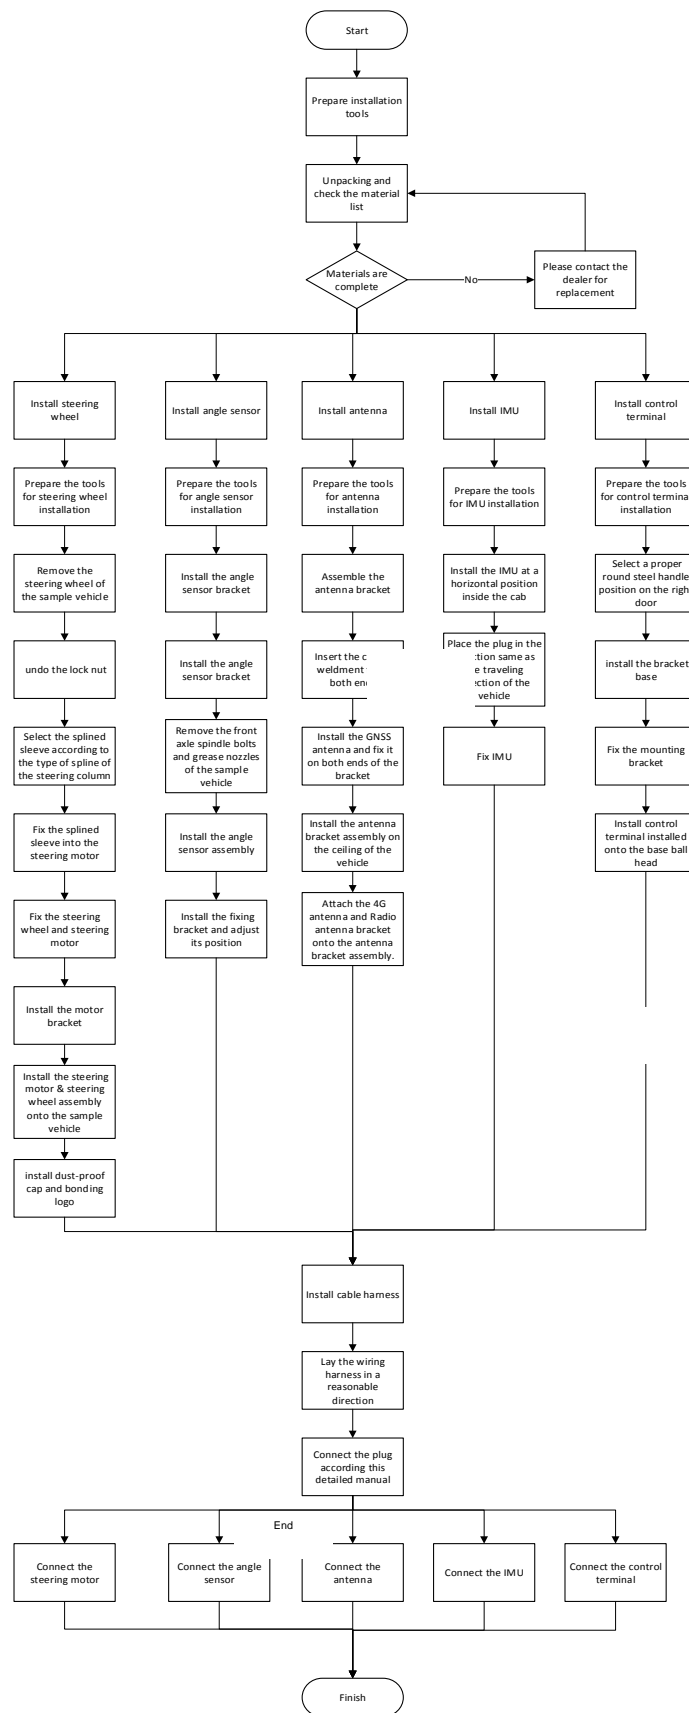 Start
Prepare installation
tools
Unpacking and
check the material
list
Materials are
complete
No
Please contact the
dealer for
replacement
Install steering
wheel
Install angle sensor
Install antenna
Install IMU
Install control
terminal
Prepare the tools
for steering wheel
installation
Prepare the tools
for angle sensor
installation
Prepare the tools
for antenna
installation
Prepare the tools
for IMU installation
Prepare the tools
for control terminal
installation
Remove the
steering wheel of
the sample vehicle
Install the angle
sensor bracket
Assemble the
antenna bracket
Install the IMU at a
horizontal position
inside the cab
Select a proper
round steel handle
position on the right
door
undo the lock nut
Install the angle
sensor bracket
Insert the
weldment
both
Place the plug in the
same as
traveling
of the
vehicle
install the bracket
base
Select the splined
sleeve according to
the type of spline of
the steering column
Remove the front
axle spindle bolts
and grease nozzles
of the sample
vehicle
Install the GNSS
antenna and fix it
on both ends of the
bracket
Fix IMU
Fix the mounting
bracket
Fix the splined
sleeve into the
steering motor
Install the angle
sensor assembly
Install the antenna
bracket assembly on
the ceiling of the
vehicle
Install control
terminal installed
onto the base ball
head
Fix the steering
wheel and steering
motor
Install the fixing
bracket and adjust
its position
Attach the 4G
antenna and Radio
antenna bracket
onto the antenna
bracket assembly.
Install the motor
bracket
Install the steering
motor & steering
wheel assembly
onto the sample
vehicle
install dust-proof
cap and bonding
logo
Install cable harness
Lay the wiring
harness in a
reasonable
direction
Connect the plug
according this
detailed manual
End
Connect the
steering motor
Connect the angle
sensor
Connect the
antenna
Connect the IMU
Connect the control
terminal
Finish